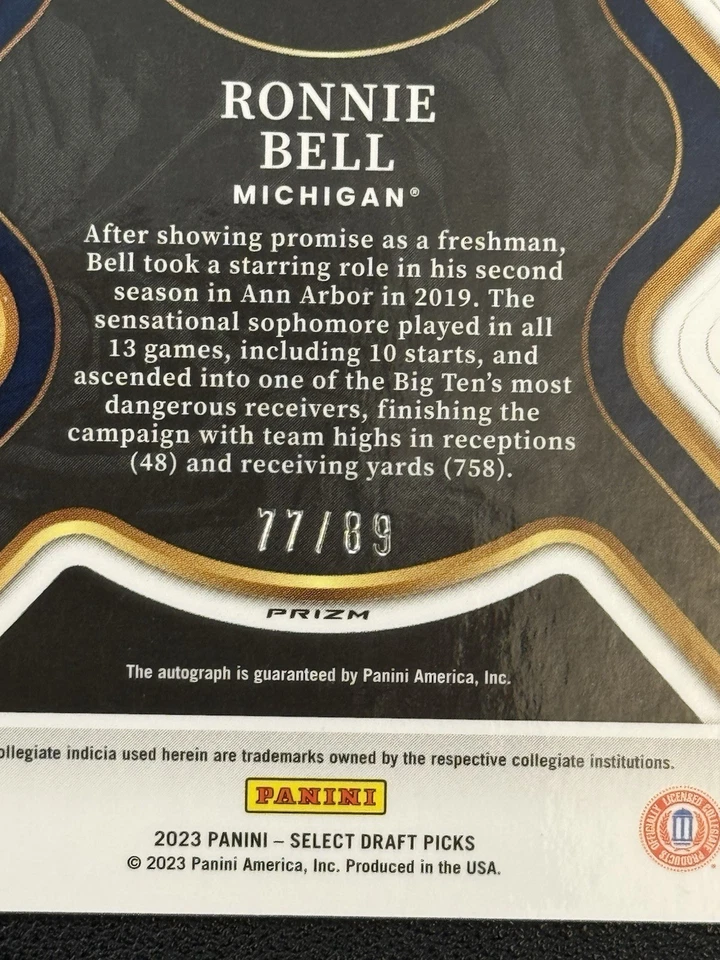 RONNIE
BELL
MICHIGAN®
After showing promise as a freshman,
Bell took a starring role in his second
season in Ann Arbor in 2019. The
sensational sophomore played in all
13 games, including 10 starts, and
ascended into one of the Big Ten's most
dangerous receivers, finishing the
campaign with team highs in receptions
(48) and receiving yards (758).
77/89
PRIZM
The autograph is guaranteed by Panini America, Inc.
ollegiate indicia used herein are trademarks owned by the respective collegiate institutions.
PANINI
OFFICIALLY LICENSED COLLEGIATE PRODUCTS
2023 PANINI – SELECT DRAFT PICKS
© 2023 Panini America, Inc. Produced in the USA.